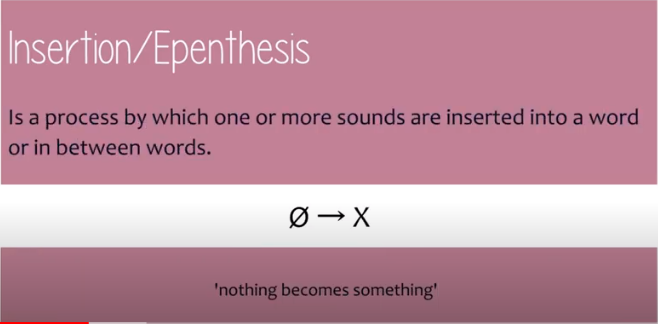 Insertion/Epenthesis
Is a process by which one or more sounds are inserted into a word
or in between words.
Ø → X
'nothing becomes something'